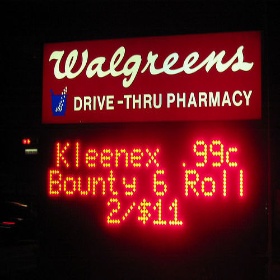 Walgreens
DRIVE-THRU PHARMACY
Kleenex .99c
Bounty 6 Roll
2/$11